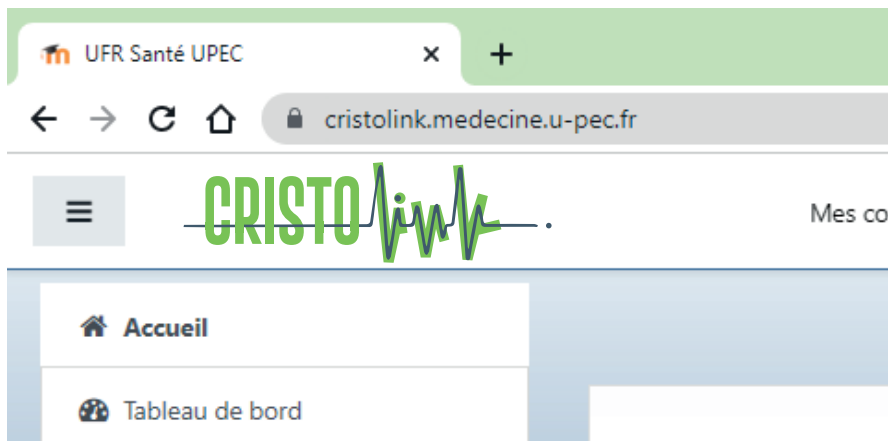 UFR Santé UPEC
cristolink.medecine.u-pec.fr
CRISTO link
Mes co
Accueil
Tableau de bord